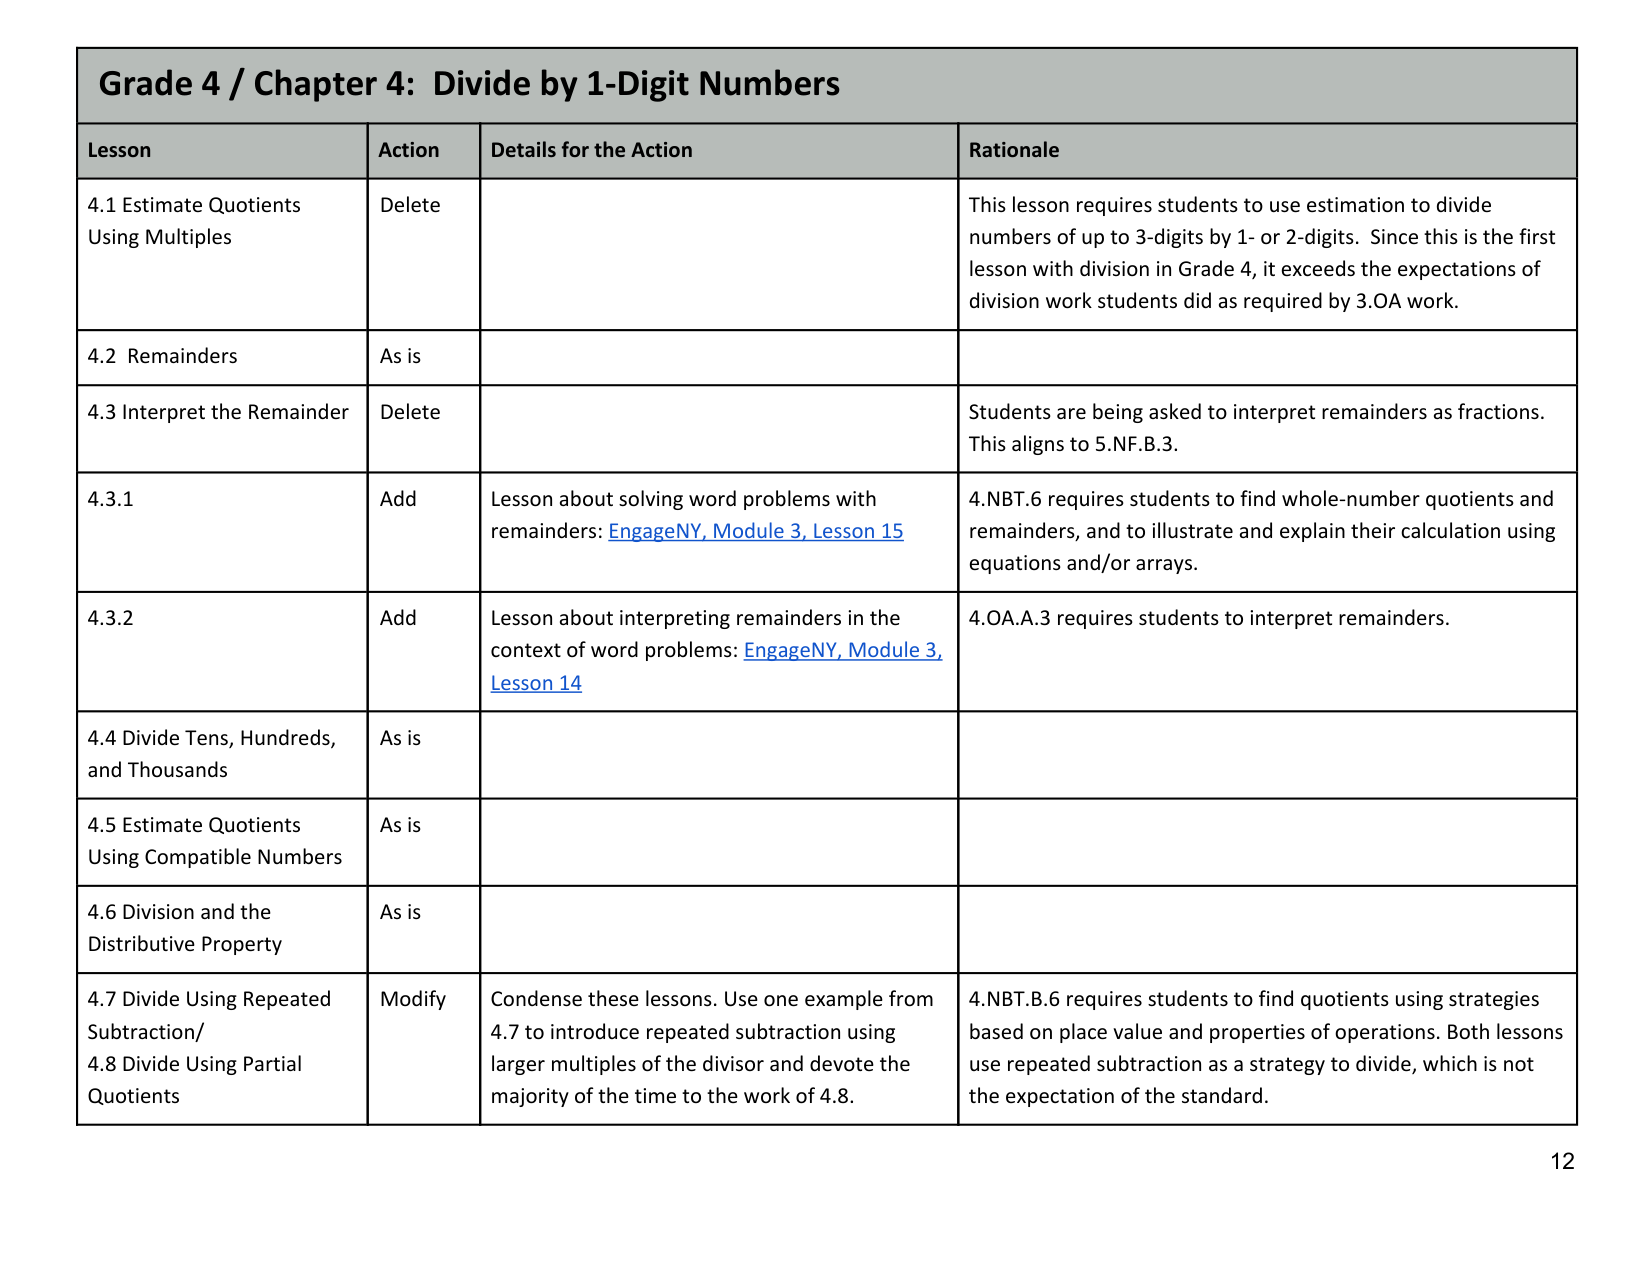 Grade 4 / Chapter 4:  Divide by 1-Digit Numbers
Lesson
Action
Details for the Action
Rationale
4.1 Estimate Quotients
Using Multiples
Delete
This lesson requires students to use estimation to divide
numbers of up to 3-digits by 1- or 2-digits.  Since this is the first
lesson with division in Grade 4, it exceeds the expectations of
division work students did as required by 3.OA work.
4.2  Remainders
As is
4.3 Interpret the Remainder
Delete
Students are being asked to interpret remainders as fractions.
This aligns to 5.NF.B.3.
4.3.1
Add
Lesson about solving word problems with
remainders: EngageNY, Module 3, Lesson 15
4.NBT.6 requires students to find whole-number quotients and
remainders, and to illustrate and explain their calculation using
equations and/or arrays.
4.3.2
Add
Lesson about interpreting remainders in the
context of word problems: EngageNY, Module 3,
Lesson 14
4.OA.A.3 requires students to interpret remainders.
4.4 Divide Tens, Hundreds,
and Thousands
As is
4.5 Estimate Quotients
Using Compatible Numbers
As is
4.6 Division and the
Distributive Property
As is
4.7 Divide Using Repeated
Subtraction/
4.8 Divide Using Partial
Quotients
Modify
Condense these lessons. Use one example from
4.7 to introduce repeated subtraction using
larger multiples of the divisor and devote the
majority of the time to the work of 4.8.
4.NBT.B.6 requires students to find quotients using strategies
based on place value and properties of operations. Both lessons
use repeated subtraction as a strategy to divide, which is not
the expectation of the standard.
12